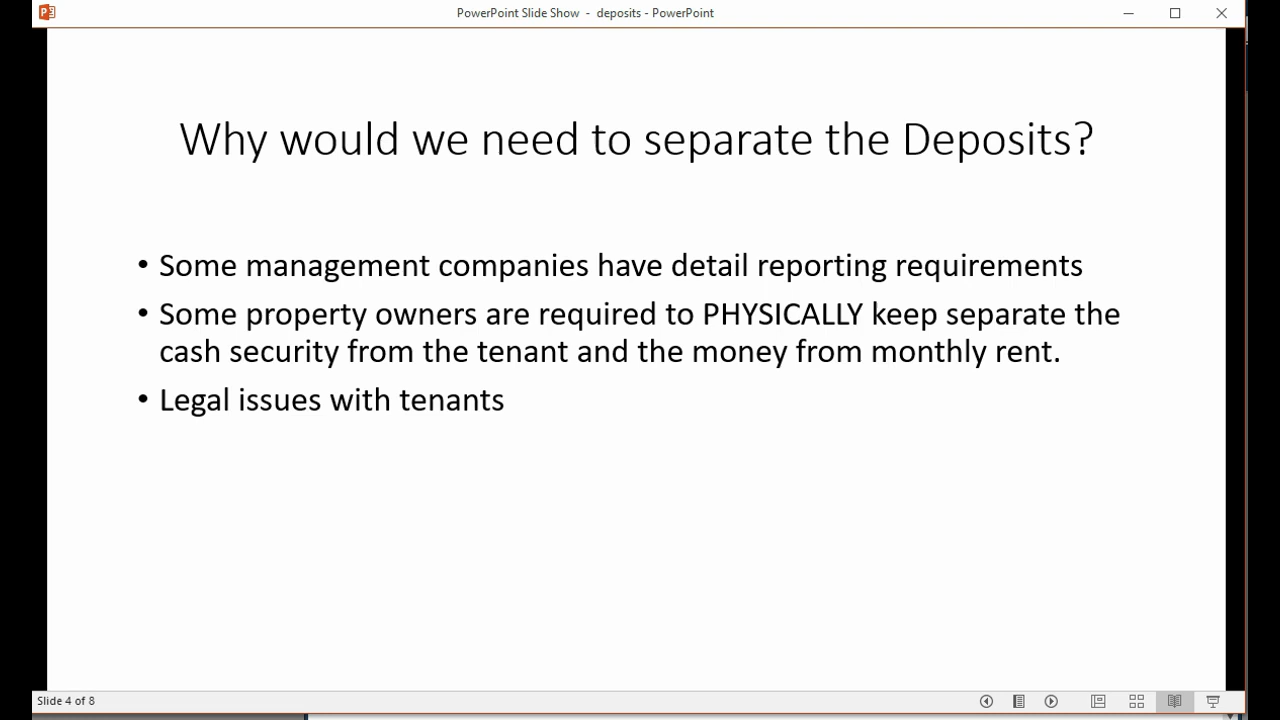 PowerPoint Slide Show - deposits - PowerPoint
Why would we need to separate the Deposits?
• Some management companies have detail reporting requirements
• Some property owners are required to PHYSICALLY keep separate the
cash security from the tenant and the money from monthly rent.
• Legal issues with tenants
Slide 4 of 8